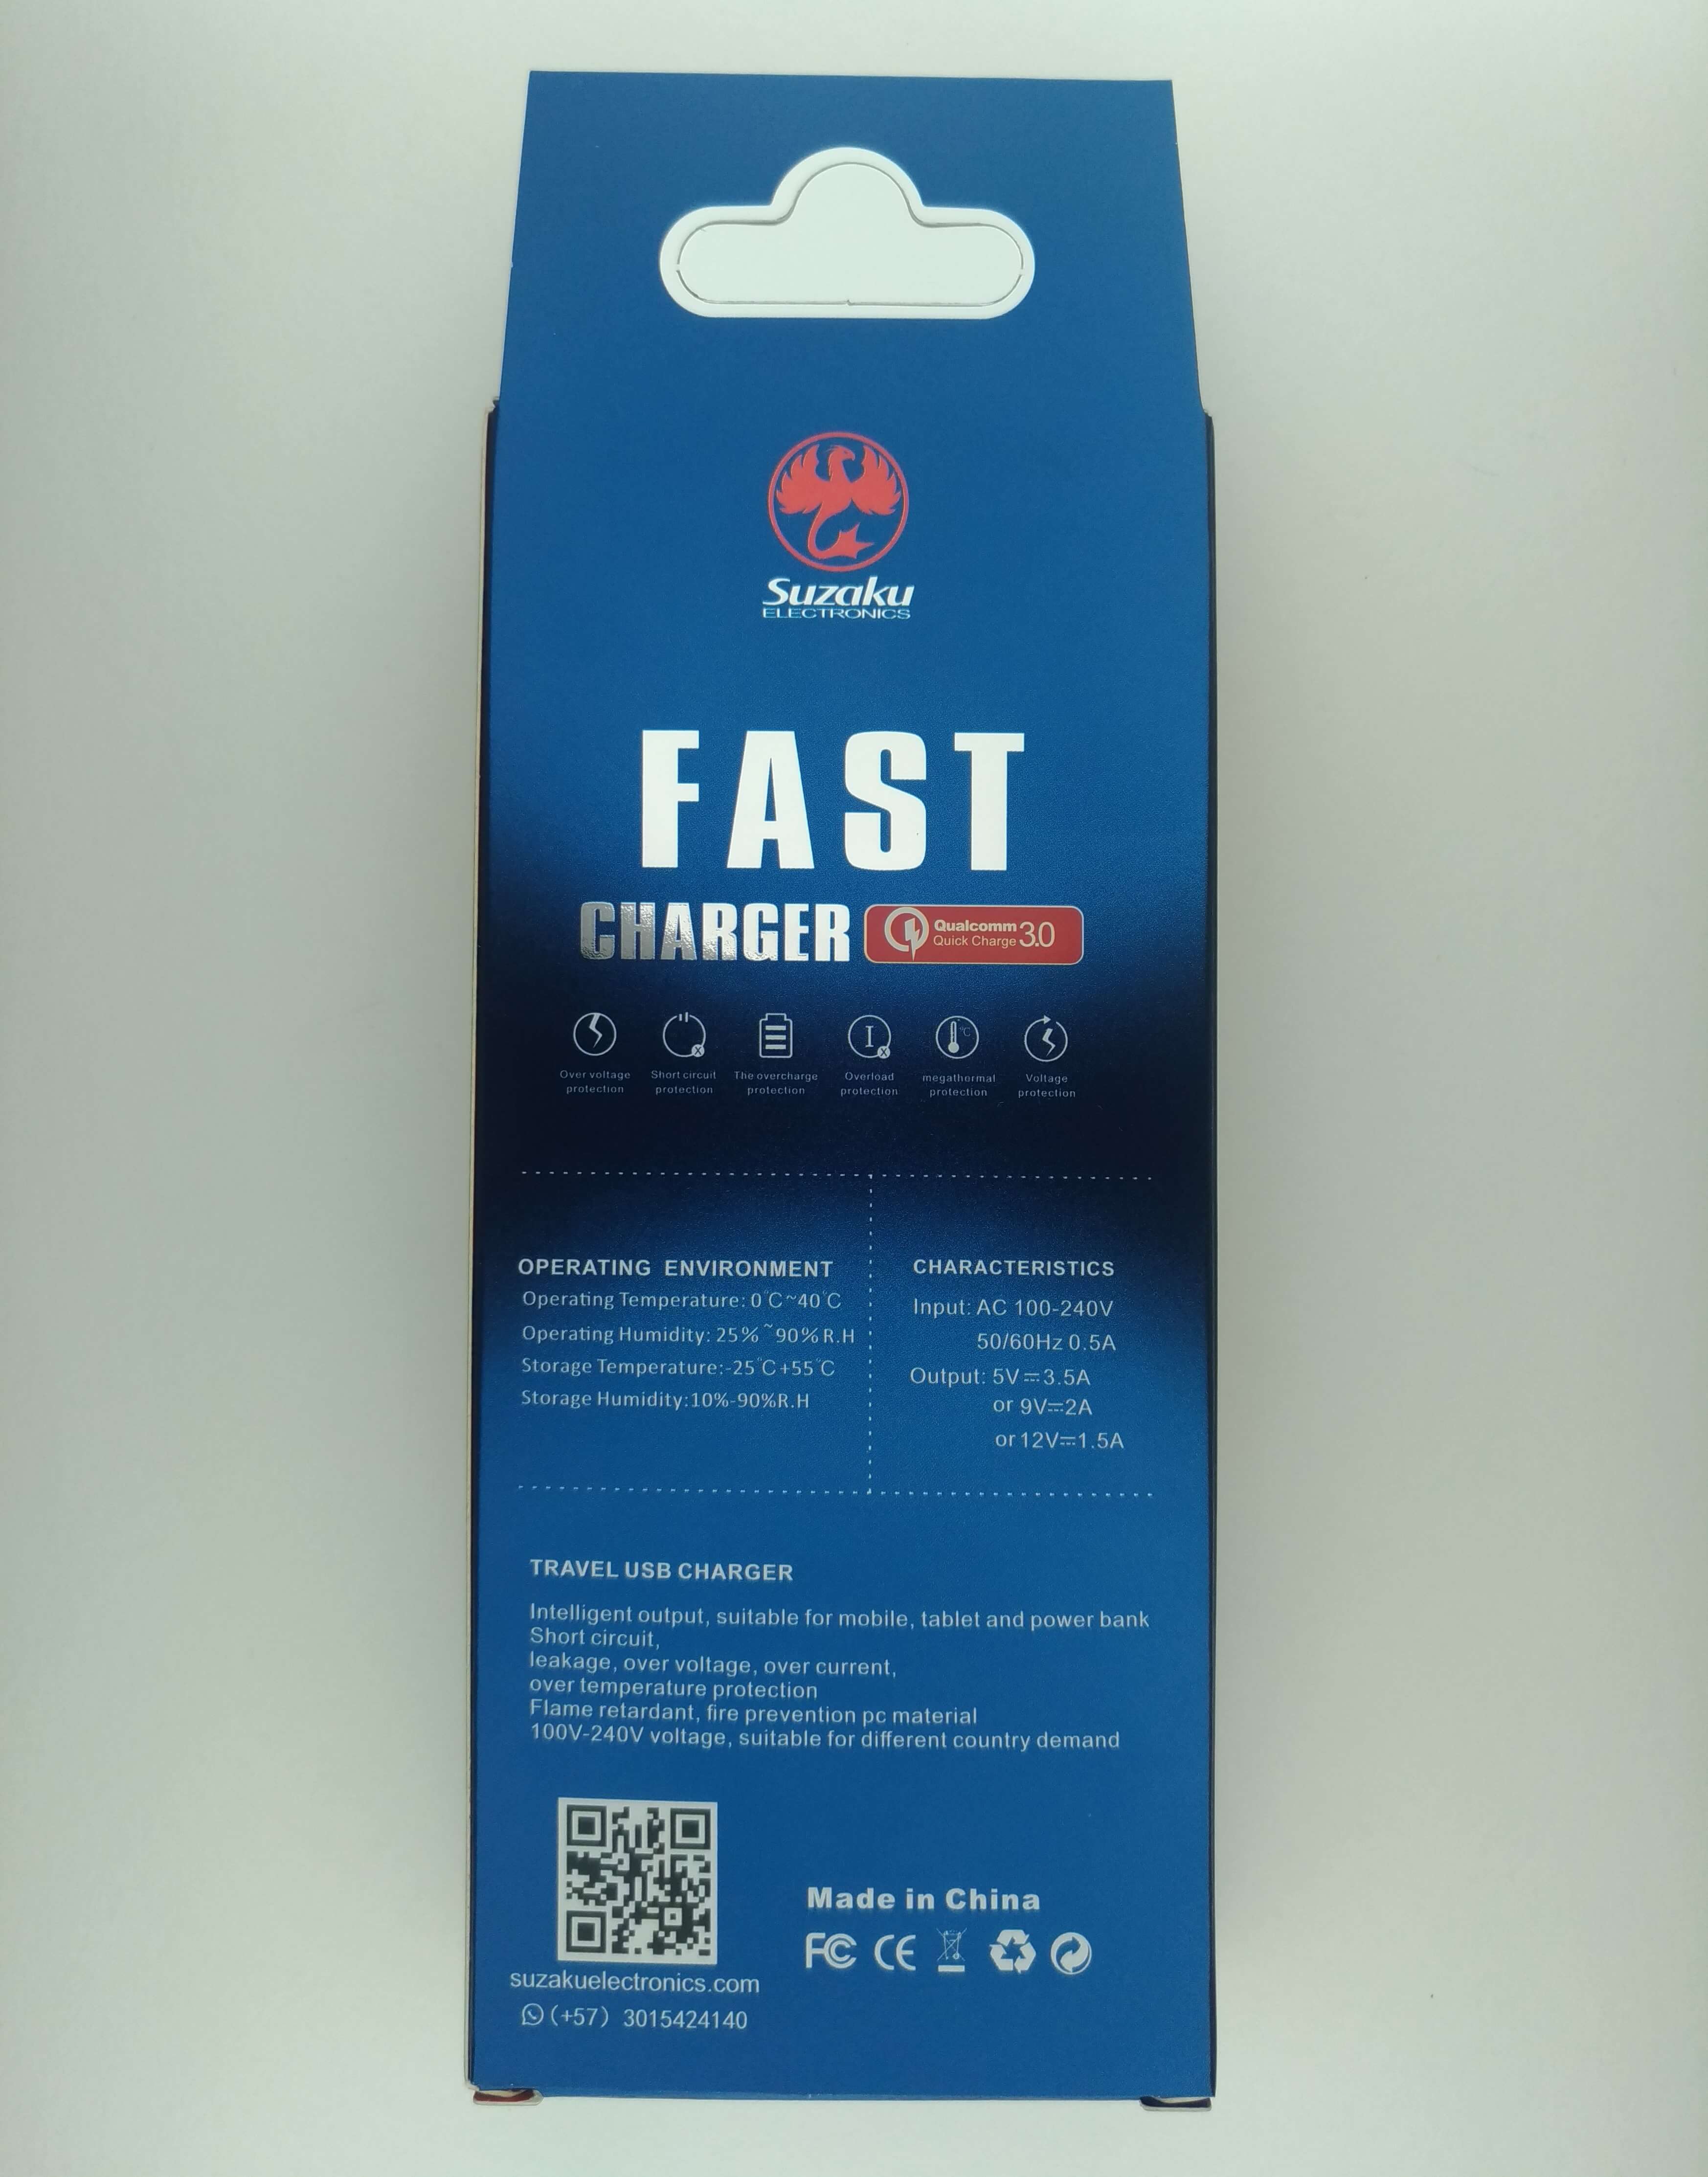 Suzaku
ELECTRONICS
FAST
CHARGER
Qualcomm
Quick Charge 3.0
Over voltage
protection
Short circuit
protection
The overcharge
protection
Overload
protection
megathormal
protection
Voltage
protection
OPERATING ENVIRONMENT
Operating Temperature: 0°C~40°C
Operating Humidity: 25%~90%R.H
Storage Temperature:-25°C+55°C
Storage Humidity:10%-90%R.H
CHARACTERISTICS
Input: AC 100-240V
50/60Hz 0.5A
Output: 5V⎓3.5A
or 9V⎓2A
or 12V⎓1.5A
TRAVEL USB CHARGER
Intelligent output, suitable for mobile, tablet and power bank
Short circuit,
leakage, over voltage, over current,
over temperature protection
Flame retardant, fire prevention pc material
100V-240V voltage, suitable for different country demand
suzakuelectronics.com
(+57) 3015424140
Made in China
FC CE